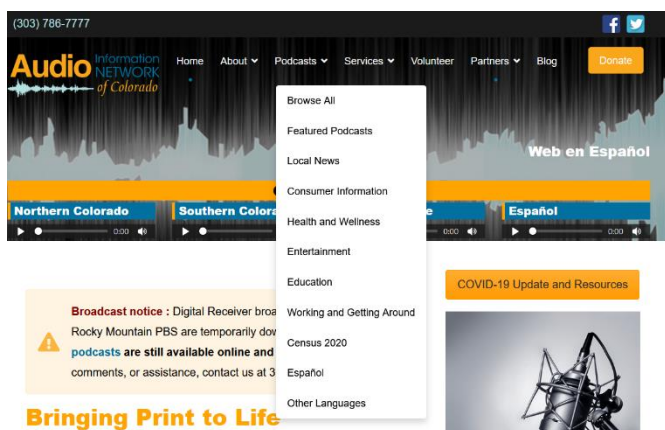 (303) 786-7777
Audio Information NETWORK of Colorado
Home About Podcasts Services Volunteer Partners Blog Donate
Browse All
Featured Podcasts
Local News
Consumer Information
Health and Wellness
Entertainment
Education
Working and Getting Around
Census 2020
Español
Other Languages
Web en Español
Northern Colorado
Southern Colora
Español
0:00
0:00
0:00
COVID-19 Update and Resources
Broadcast notice : Digital Receiver broa
Rocky Mountain PBS are temporarily
podcasts are still available online and
comments, or assistance, contact us at 3
Bringing Print to Life